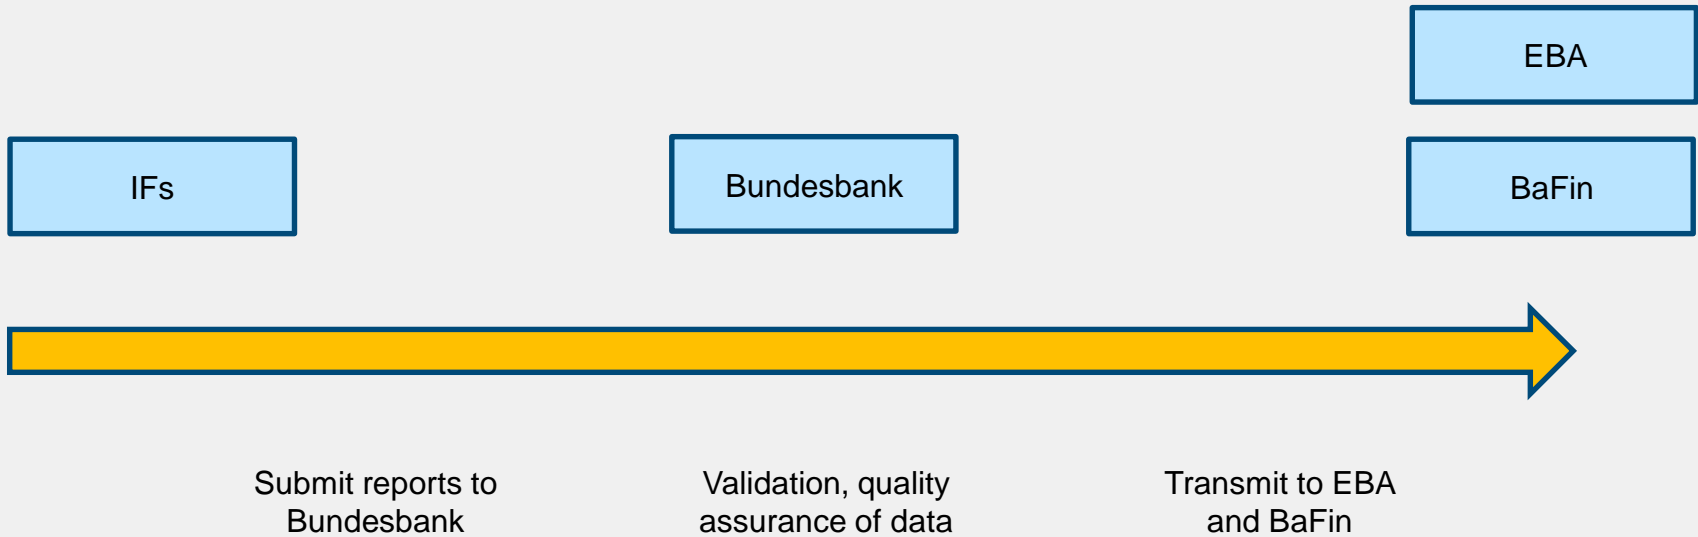 EBA
IFs
Bundesbank
BaFin
Submit reports to
Bundesbank
Validation, quality
assurance of data
Transmit to EBA
and BaFin